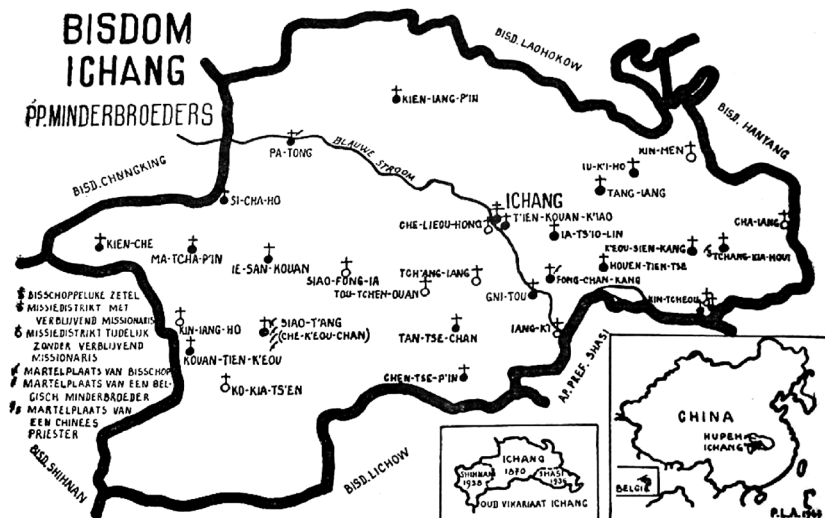 BISDOM
ICHANG
P.P. MINDERBROEDERS
BISD. LAOHOKOW
BISD. HANYANG
BISD. CHUNGKING
BLAUWE STROOM
KIEN-IANG-P'IN
PA-TONG
SI-CHA-HO
KIN-MEN
IU-K'I-HO
TANG-IANG
ICHANG
T'IEN-KOUAN-K'IAO
CHE-LIEOU-HONG
IA-TS'IO-LIN
CHA-IANG
K'EOU-SIEN-KANG
TCHANG-KIA-HOUI
HOUEN-TIEN-TSE
KIEN-CHE
MA-TCHA-P'IN
IE-SAN-KOUAN
SIAO-FONG-IA
TCH'ANG-IANG
TOU-TCHEN-OUAN
FONG-CHAN-KANG
GNI-TOU
KIN-TCHEOU
IANG-K'I
KIN-IANG-HO
SIAO-T'ANG
(CHE-K'EOU-CHAN)
TAN-TSE-CHAN
KOUAN-TIEN-K'EOU
KO-KIA-TS'EN
CHEN-TSE-P'IN
AP. PREF. SHASI
BISD. LICHOW
BISD. SHIHNAN
BISSCHOPPELIJKE ZETEL
MISSIEDISTRIKT MET
VERBLIJVEND MISSIONARIS
MISSIEDISTRIKT TIJDELIJK
ZONDER VERBLIJVEND
MISSIONARIS
MARTELPLAATS VAN BISSCHOP
MARTELPLAATS VAN EEN BEL-
GISCH MINDERBROEDER
MARTELPLAATS VAN
EEN CHINEES
PRIESTER
ICHANG
1870
SHIHNAN
1938
SHASI
1936
OUD VIKARIAAT ICHANG
CHINA
HUPEH
ICHANG
BELGIE